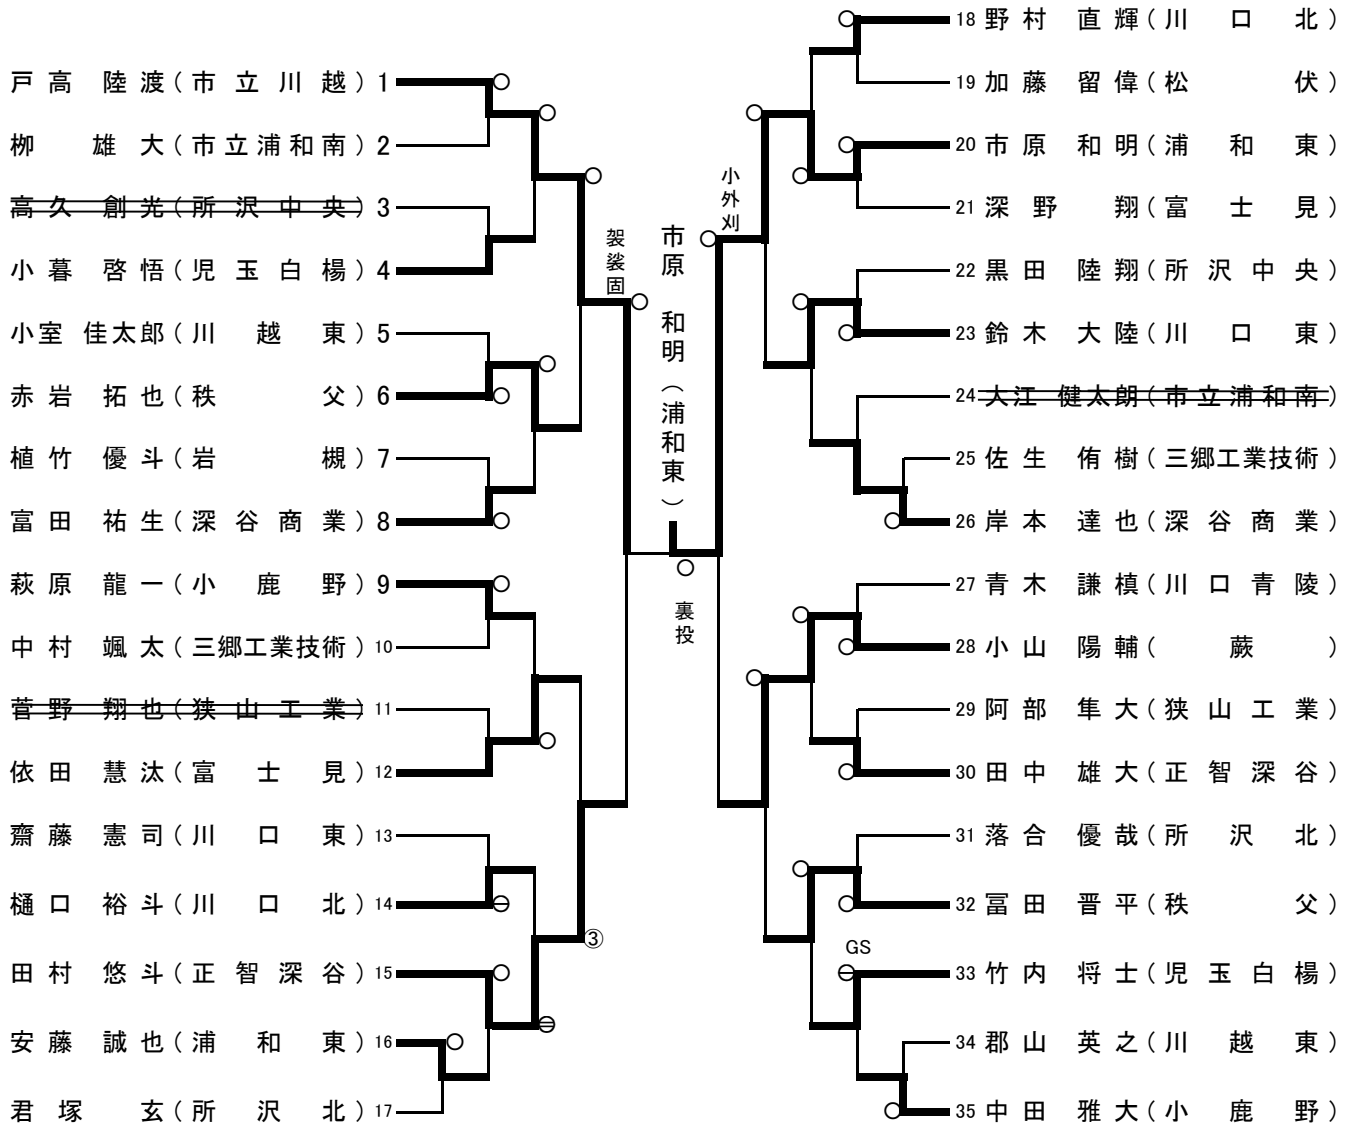 戸高 陸渡(市立川越) 1
栁 雄大(市立浦和南) 2
高久 創光(所沢中央) 3
小暮 啓悟(児玉白楊) 4
小室 佳太郎(川越東) 5
赤岩 拓也(秩父) 6
植竹 優斗(岩槻) 7
富田 祐生(深谷商業) 8
萩原 龍一(小鹿野) 9
中村 颯太(三郷工業技術) 10
菅野 翔也(狭山工業) 11
依田 慧汰(富士見) 12
齋藤 憲司(川口東) 13
樋口 裕斗(川口北) 14
田村 悠斗(正智深谷) 15
安藤 誠也(浦和東) 16
君塚 玄(所沢北) 17
袈裟固
③
市原 和明(浦和東)
裏投
小外刈
GS
18 野村 直輝(川口北)
19 加藤 留偉(松伏)
20 市原 和明(浦和東)
21 深野 翔(富士見)
22 黒田 陸翔(所沢中央)
23 鈴木 大陸(川口東)
24 大江 健太朗(市立浦和南)
25 佐生 侑樹(三郷工業技術)
26 岸本 達也(深谷商業)
27 青木 謙槙(川口青陵)
28 小山 陽輔(蕨)
29 阿部 隼大(狭山工業)
30 田中 雄大(正智深谷)
31 落合 優哉(所沢北)
32 冨田 晋平(秩父)
33 竹内 将士(児玉白楊)
34 郡山 英之(川越東)
35 中田 雅大(小鹿野)